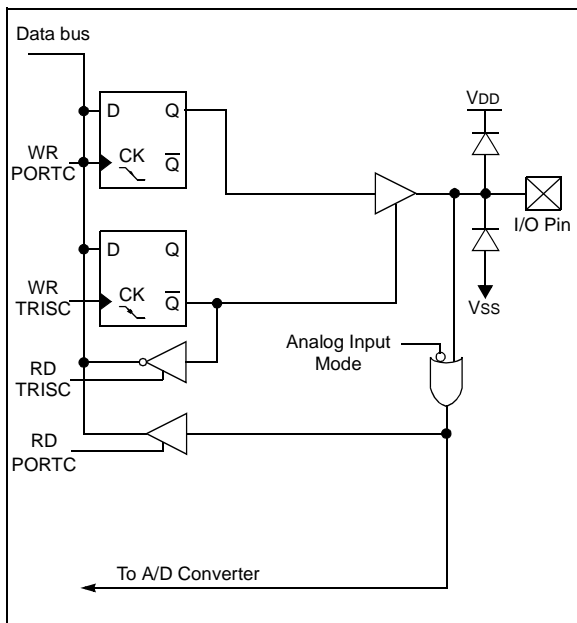 Data bus
D
Q
VDD
WR
PORTC
CK
Q
I/O Pin
D
Q
WR
TRISC
CK
Q
VSS
Analog Input
Mode
RD
TRISC
RD
PORTC
To A/D Converter